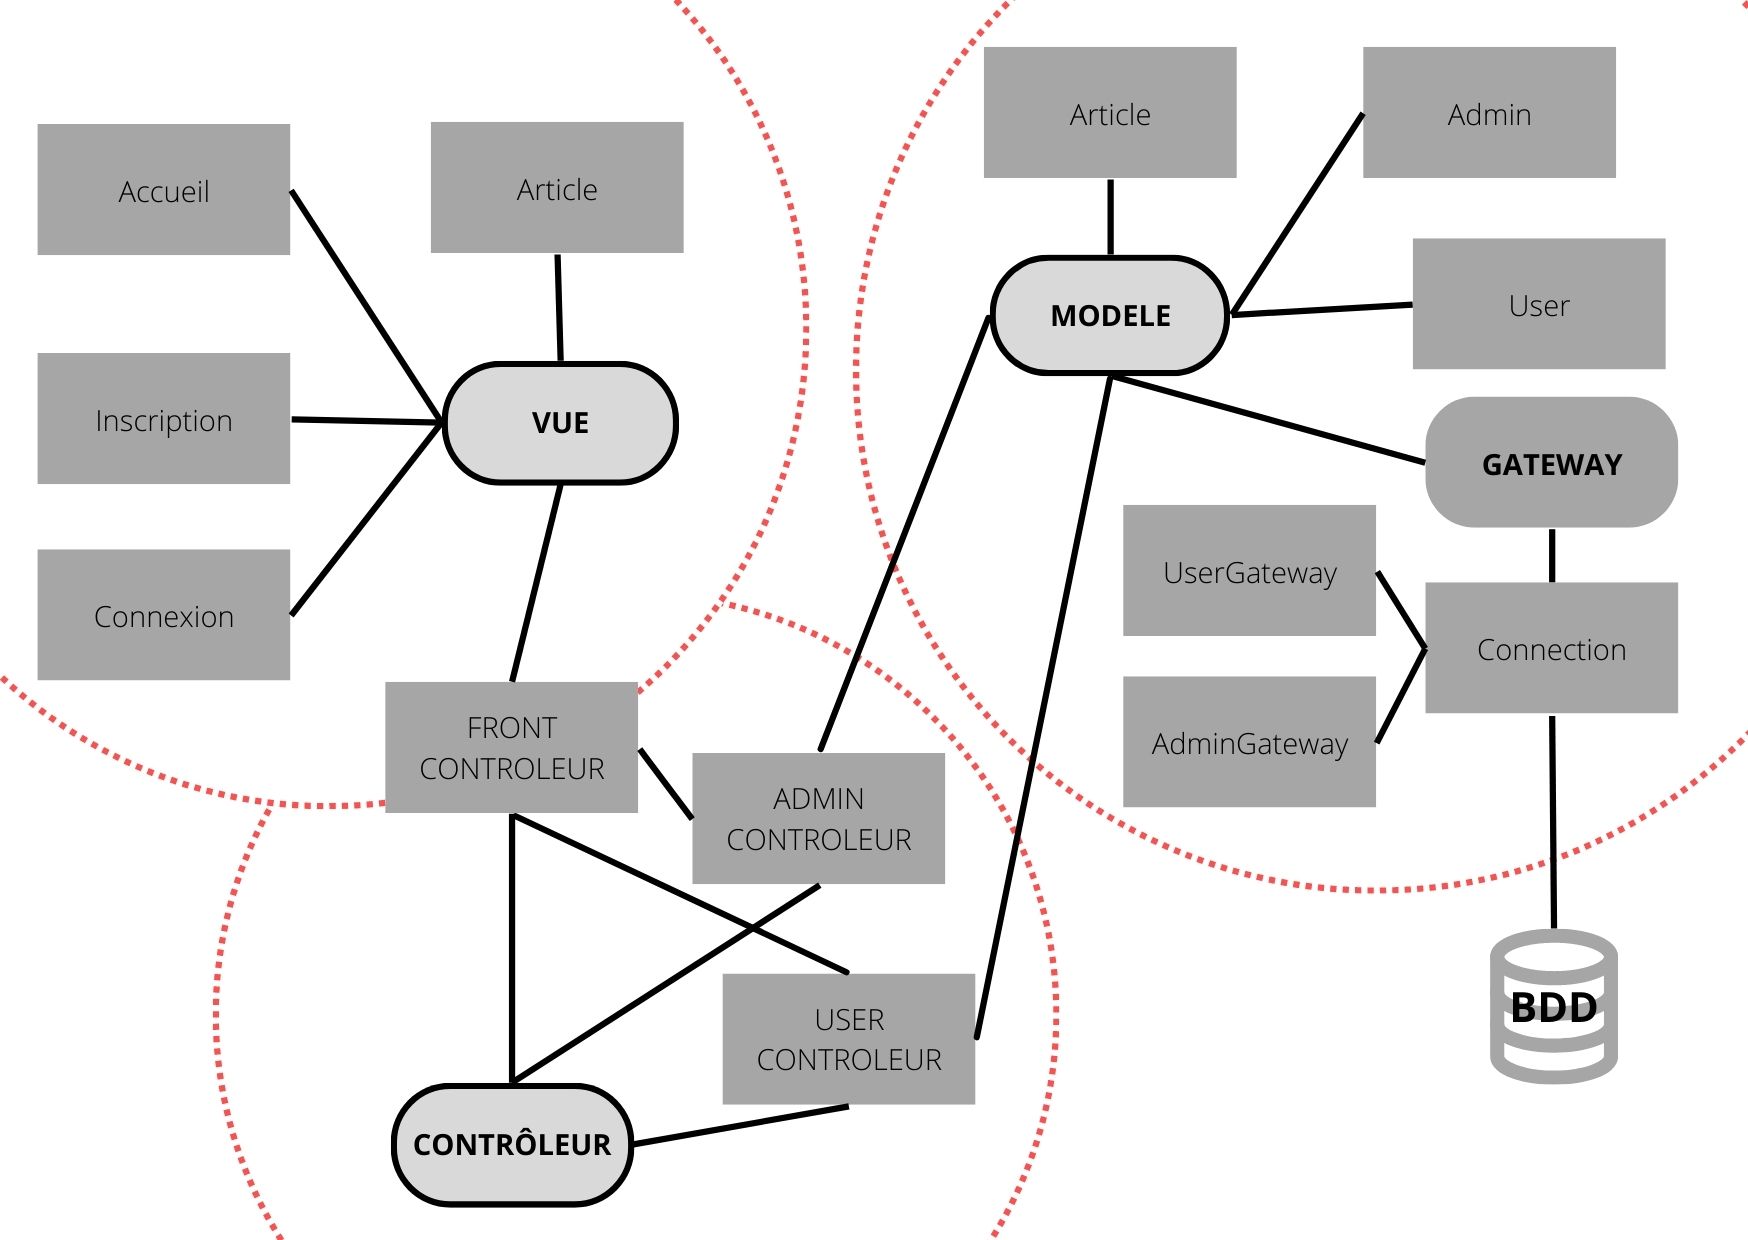 Accueil
Article
Inscription
VUE
Connexion
Article
Admin
MODELE
User
GATEWAY
UserGateway
Connection
AdminGateway
FRONT
CONTROLEUR
ADMIN
CONTROLEUR
USER
CONTROLEUR
CONTRÔLEUR
BDD